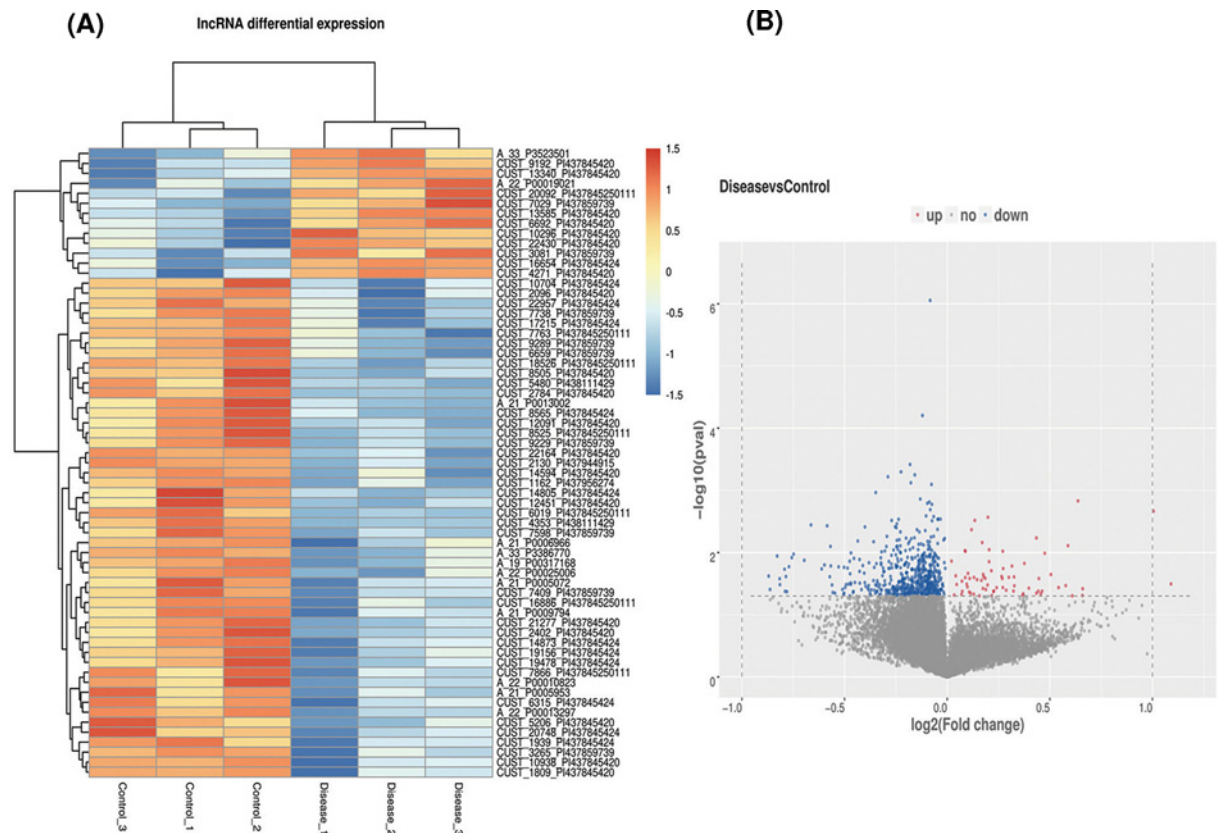 (A)
lncRNA differential expression
A_33_P3523501
CUST_9192_PI437845420
CUST_13340_PI437845420
A_22_P00019021
CUST_20092_PI437845250111
CUST_7029_PI437859739
CUST_13585_PI437845420
CUST_6692_PI437845420
CUST_10296_PI437845420
CUST_22430_PI437845420
CUST_3081_PI437859739
CUST_16654_PI437845424
CUST_4271_PI437845420
CUST_10704_PI437845424
CUST_2096_PI437845420
CUST_22957_PI437845424
CUST_7738_PI437859739
CUST_17215_PI437845424
CUST_7763_PI437845250111
CUST_9289_PI437859739
CUST_6659_PI437859739
CUST_18526_PI437845250111
CUST_8505_PI437845420
CUST_5480_PI438111429
CUST_2784_PI437845420
A_21_P0013002
CUST_8565_PI437845424
CUST_12091_PI437845420
CUST_8525_PI437845250111
CUST_9229_PI437859739
CUST_22164_PI437845420
CUST_2130_PI437944915
CUST_14594_PI437845420
CUST_1162_PI437956274
CUST_14805_PI437845424
CUST_12451_PI437845420
CUST_6019_PI437845250111
CUST_4353_PI438111429
CUST_7598_PI437859739
A_21_P0006966
A_33_P3386770
A_19_P00317168
A_22_P00025006
A_21_P0005072
CUST_7409_PI437859739
CUST_16886_PI437845250111
A_21_P0009794
CUST_21277_PI437845420
CUST_2402_PI437845420
CUST_14873_PI437845424
CUST_19156_PI437845424
CUST_19478_PI437845424
CUST_7866_PI437845250111
A_22_P00010823
A_21_P0005953
CUST_6315_PI437845424
A_22_P00013297
CUST_5206_PI437845420
CUST_20748_PI437845424
CUST_1939_PI437845424
CUST_3265_PI437859739
CUST_10938_PI437845420
CUST_1809_PI437845420
Control_3
Control_1
Control_2
Disease_1
Disease_2
Disease_3
1.5
1
0.5
0
-0.5
-1
-1.5
(B)
DiseasevsControl
up no down
6
4
2
0
−log10(pval)
−1.0 −0.5 0.0 0.5 1.0
log2(Fold change)